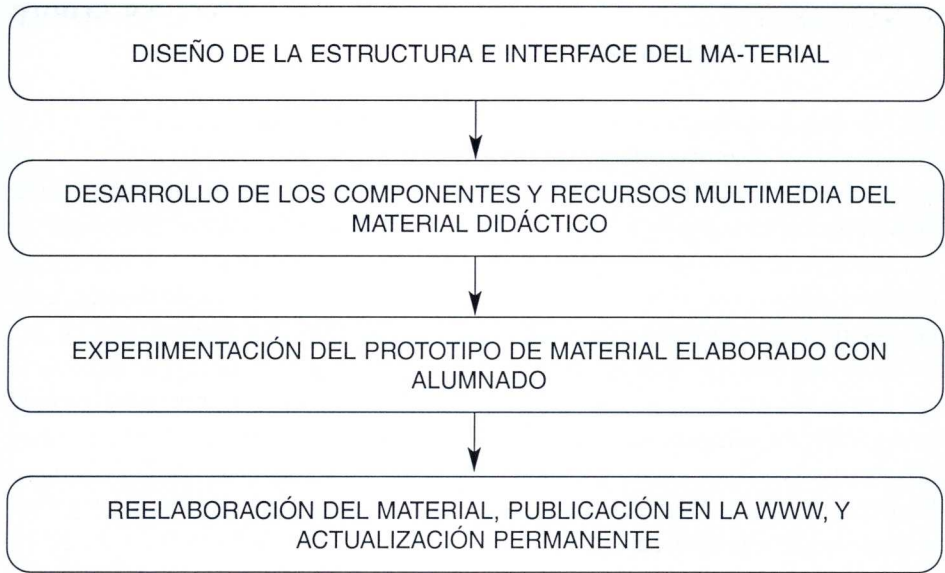 DISEÑO DE LA ESTRUCTURA E INTERFACE DEL MA-TERIAL
DESARROLLO DE LOS COMPONENTES Y RECURSOS MULTIMEDIA DEL
MATERIAL DIDÁCTICO
EXPERIMENTACIÓN DEL PROTOTIPO DE MATERIAL ELABORADO CON
ALUMNADO
REELABORACIÓN DEL MATERIAL, PUBLICACIÓN EN LA WWW, Y
ACTUALIZACIÓN PERMANENTE